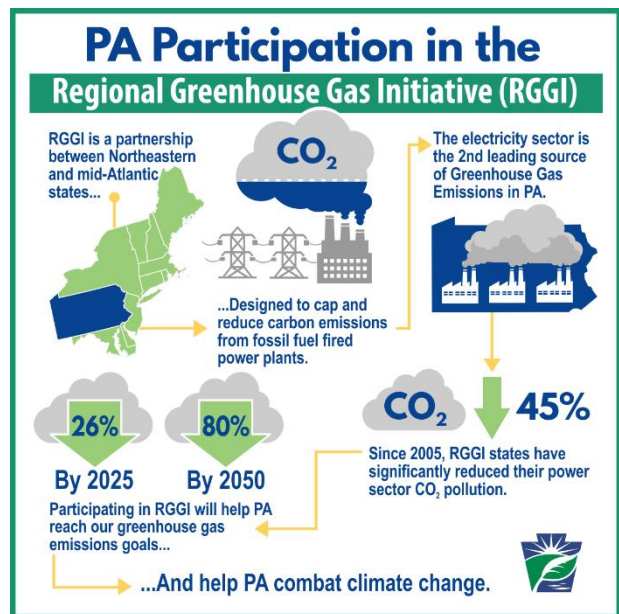 PA Participation in the
Regional Greenhouse Gas Initiative (RGGI)
RGGI is a partnership
between Northeastern
and mid-Atlantic
states...
CO2
...Designed to cap and
reduce carbon emissions
from fossil fuel fired
power plants.
The electricity sector is
the 2nd leading source
of Greenhouse Gas
Emissions in PA.
CO2
45%
Since 2005, RGGI states have
significantly reduced their power
sector CO2 pollution.
26%
By 2025
80%
By 2050
Participating in RGGI will help PA
reach our greenhouse gas
emissions goals...
...And help PA combat climate change.